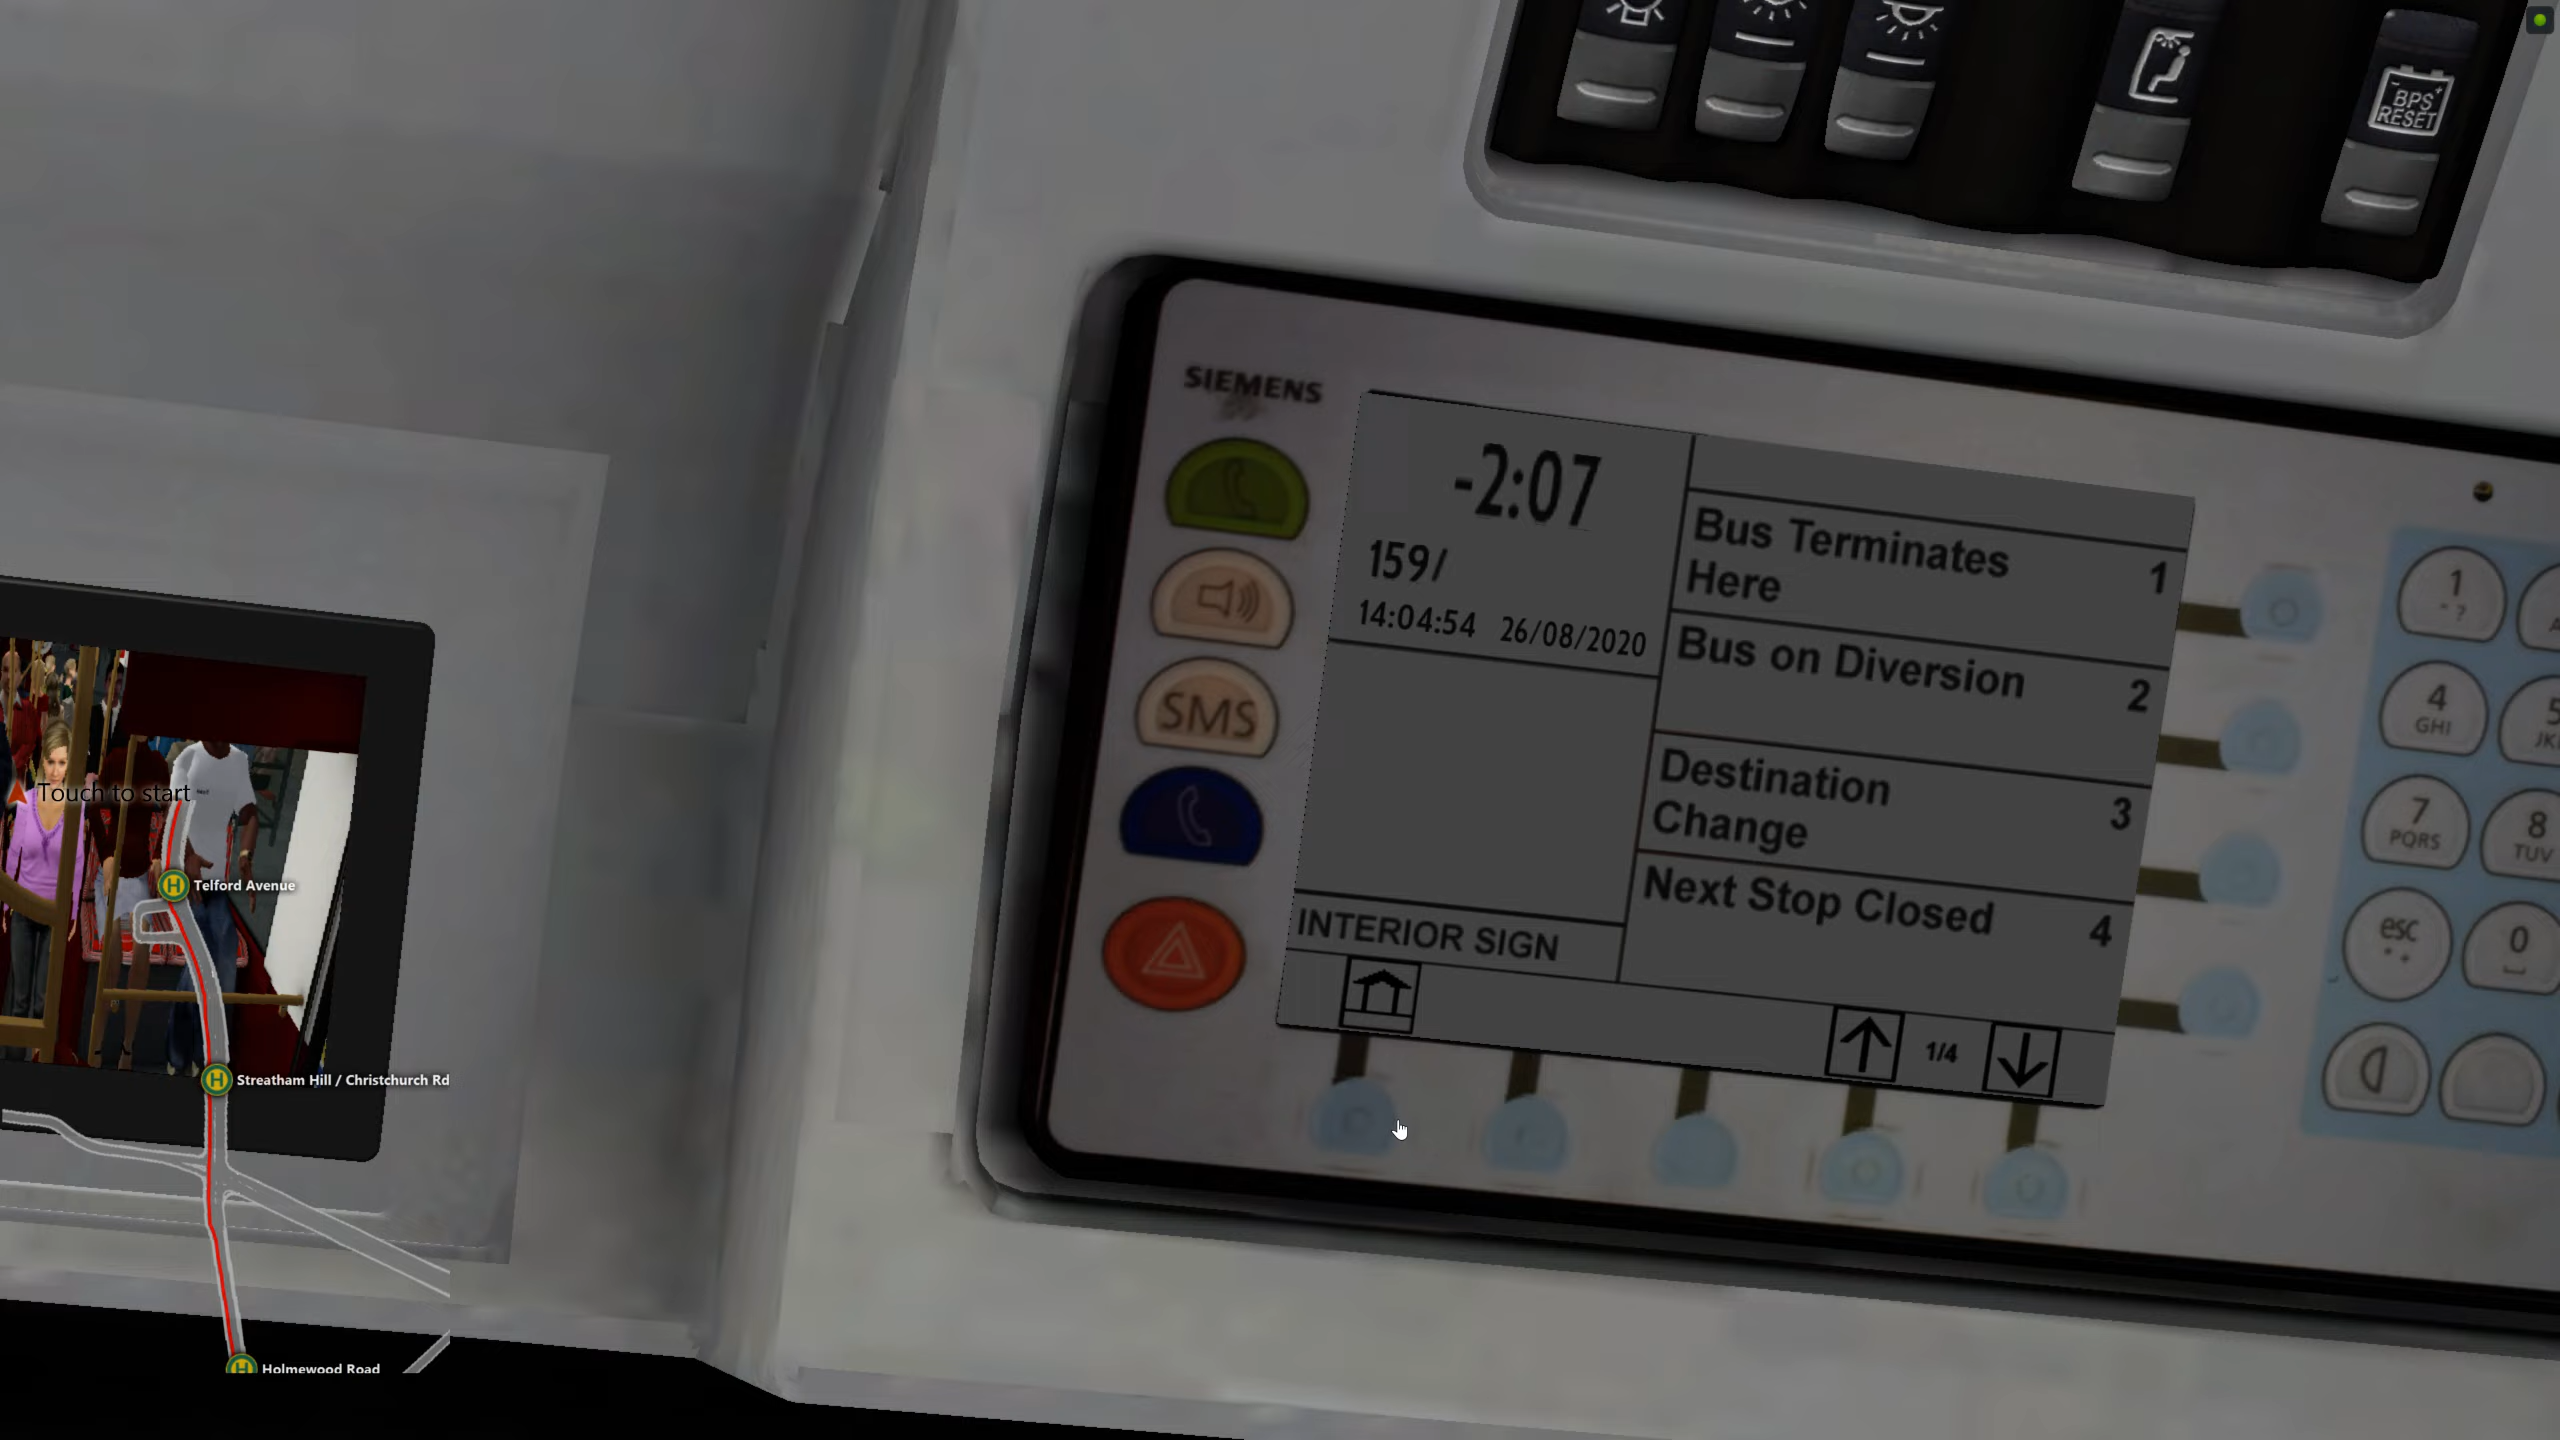 BPS
RESET
SIEMENS
-2:07
159/
14:04:54 26/08/2020
Bus Terminates
Here 1
Bus on Diversion 2
Destination
Change 3
Next Stop Closed 4
INTERIOR SIGN
1/4
SMS
1
- ?
4
GHI
7
PQRS
8
TUV
esc
0
Touch to start
H Telford Avenue
H Streatham Hill / Christchurch Rd
H Holmewood Road